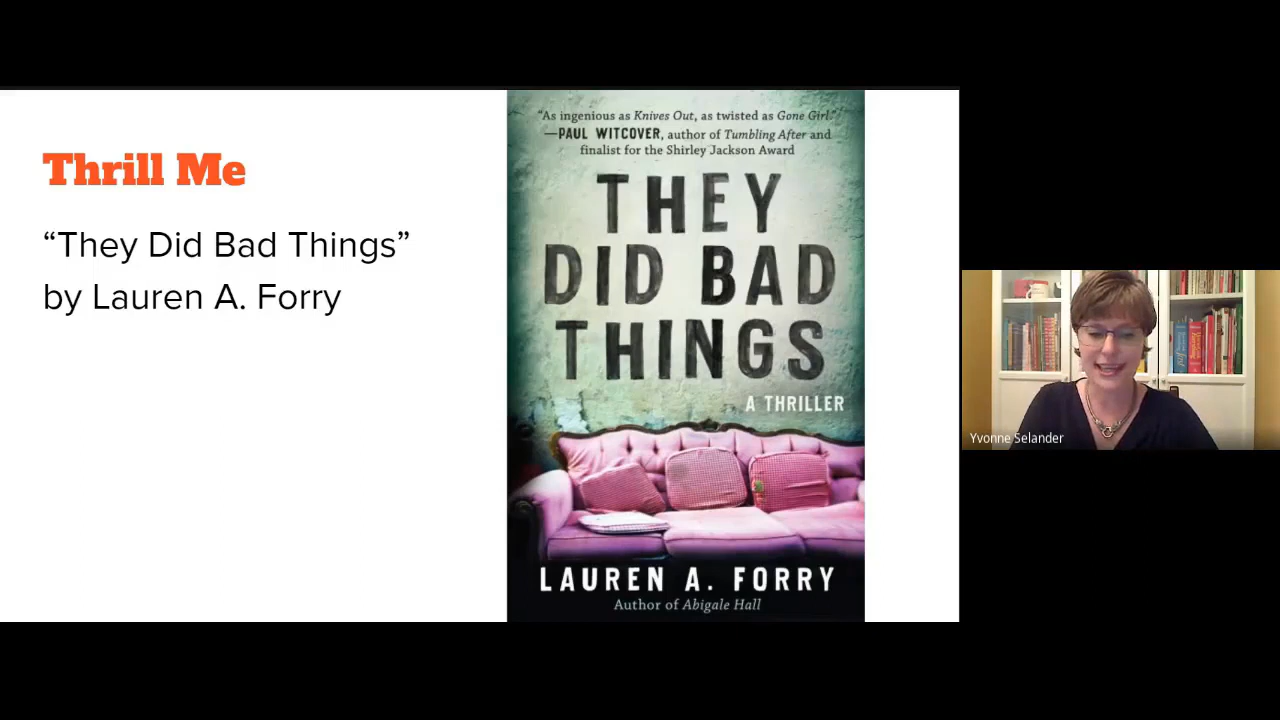 Thrill Me
“They Did Bad Things”
by Lauren A. Forry
“As ingenious as Knives Out, as twisted as Gone Girl.”
—PAUL WITCOVER, author of Tumbling After and
finalist for the Shirley Jackson Award
THEY
DID BAD
THINGS
A THRILLER
LAUREN A. FORRY
Author of Abigale Hall
Yvonne Selander